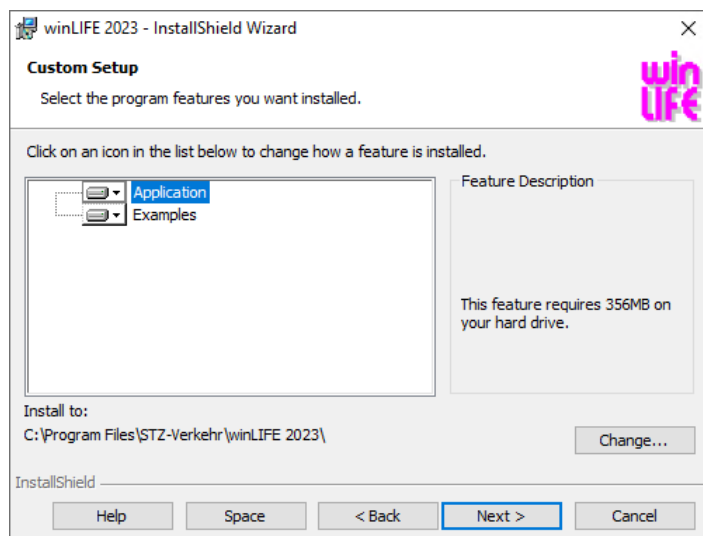 winLIFE 2023 - InstallShield Wizard
Custom Setup
Select the program features you want installed.
win
LIFE
Click on an icon in the list below to change how a feature is installed.
Application
Examples
Feature Description
This feature requires 356MB on
your hard drive.
Install to:
C:\Program Files\STZ-Verkehr\winLIFE 2023\
Change...
InstallShield
Help
Space
< Back
Next >
Cancel